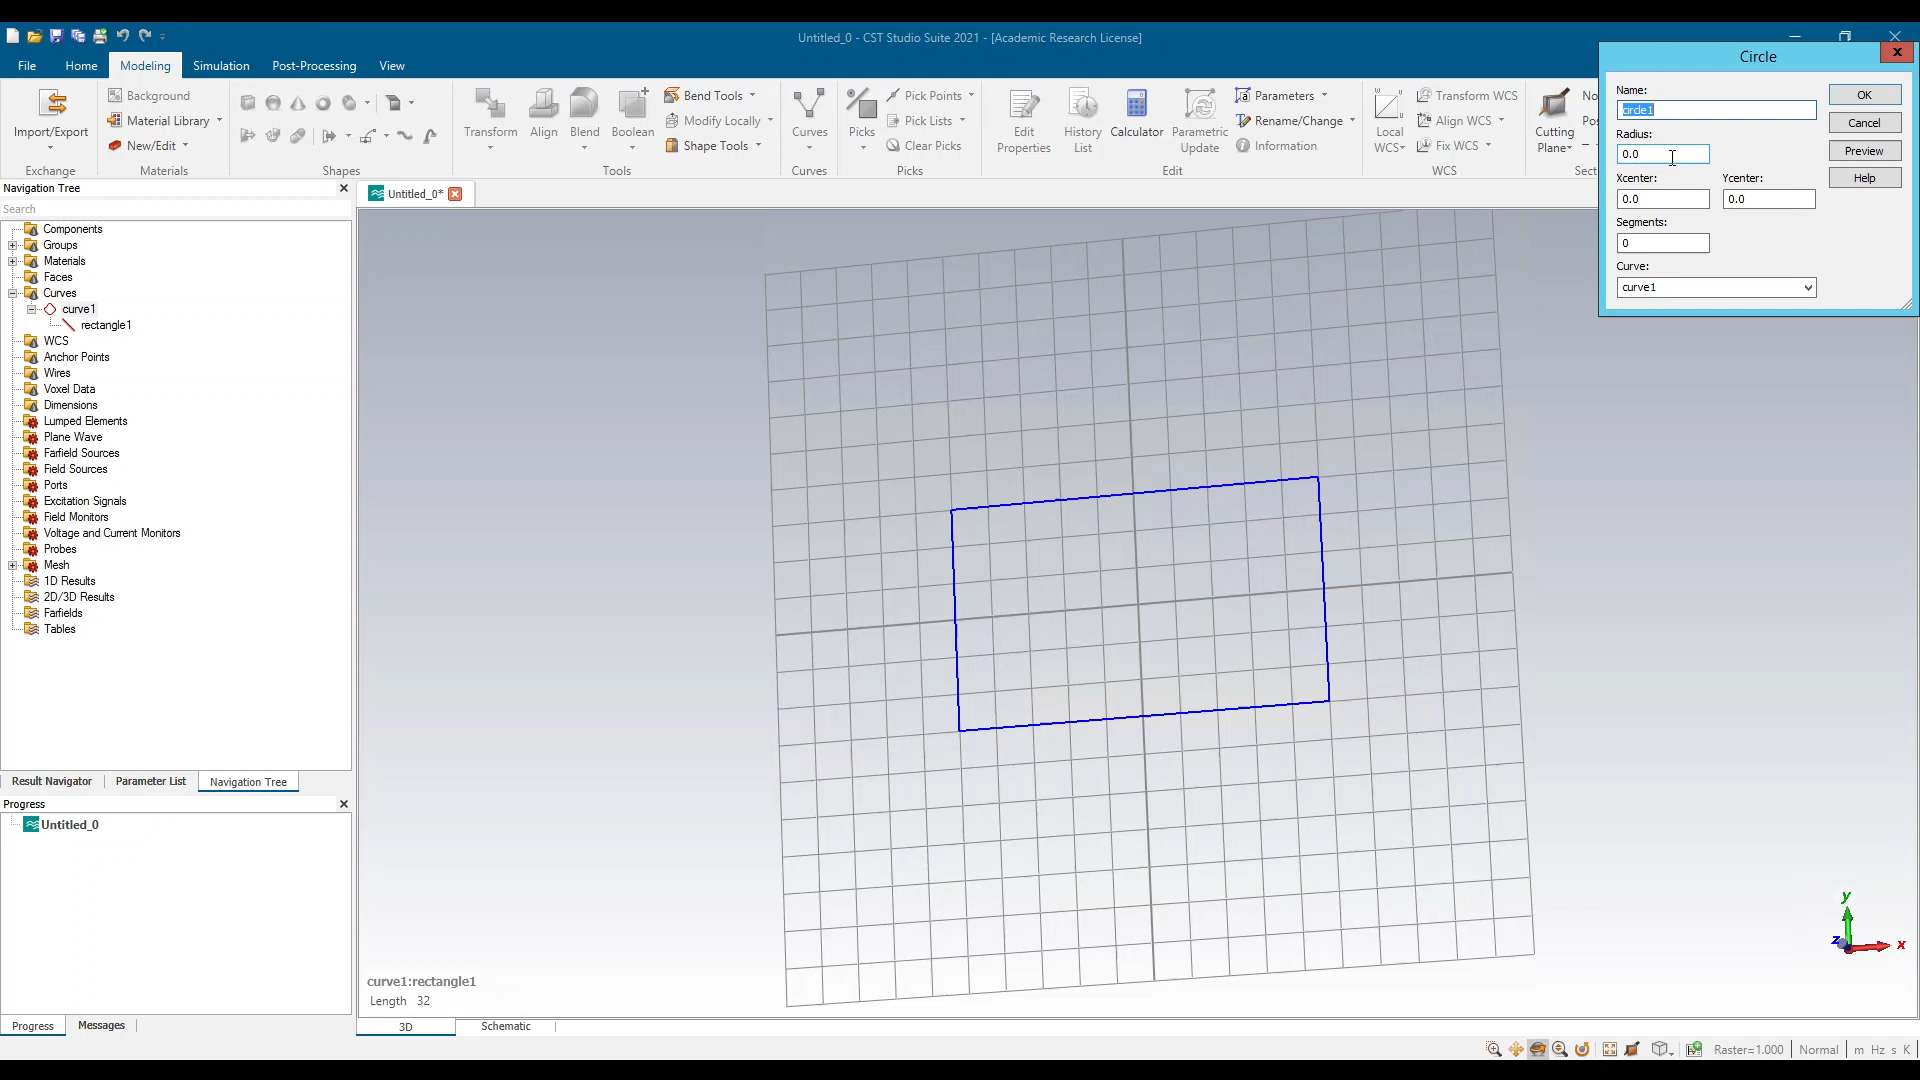 Untitled_0 - CST Studio Suite 2021 - [Academic Research License]
File Home Modeling Simulation Post-Processing View
Import/Export
Exchange
Background
Material Library
New/Edit
Materials
Shapes
Transform
Align
Blend
Boolean
Bend Tools
Modify Locally
Shape Tools
Tools
Curves
Curves
Picks
Pick Points
Pick Lists
Clear Picks
Picks
Edit
Properties
History
List
Calculator
Parametric
Update
Parameters
Rename/Change
Information
Edit
Local
WCS
Transform WCS
Align WCS
Fix WCS
WCS
Cutting
Plane
No
Pos
Sect
Circle
Name:
circle1
Radius:
0.0
Xcenter:
0.0
Ycenter:
0.0
Segments:
0
Curve:
curve1
OK
Cancel
Preview
Help
Navigation Tree
Search
Components
Groups
Materials
Faces
Curves
curve1
rectangle1
WCS
Anchor Points
Wires
Voxel Data
Dimensions
Lumped Elements
Plane Wave
Farfield Sources
Field Sources
Ports
Excitation Signals
Field Monitors
Voltage and Current Monitors
Probes
Mesh
1D Results
2D/3D Results
Farfields
Tables
Result Navigator Parameter List Navigation Tree
Progress
Untitled_0
Progress Messages
Untitled_0*
curve1:rectangle1
Length 32
y
z
x
3D Schematic
Raster=1.000 Normal m Hz s K